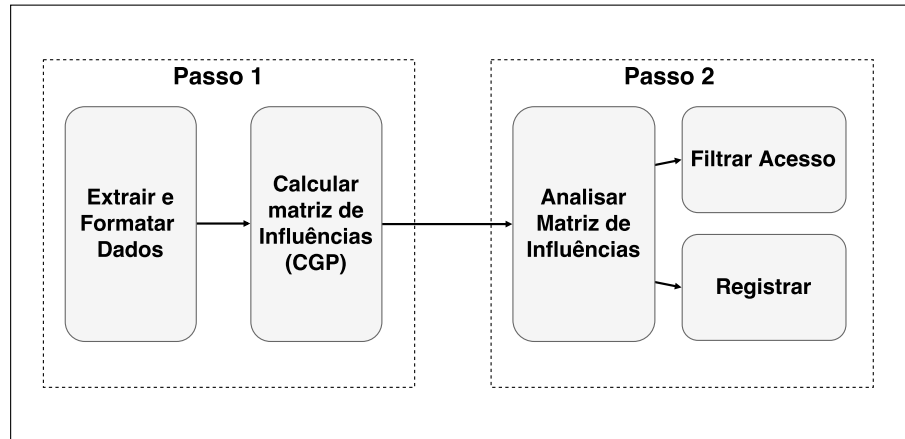 Passo 1
Extrair e
Formatar
Dados
Calcular
matriz de
Influências
(CGP)
Passo 2
Analisar
Matriz de
Influências
Filtrar Acesso
Registrar